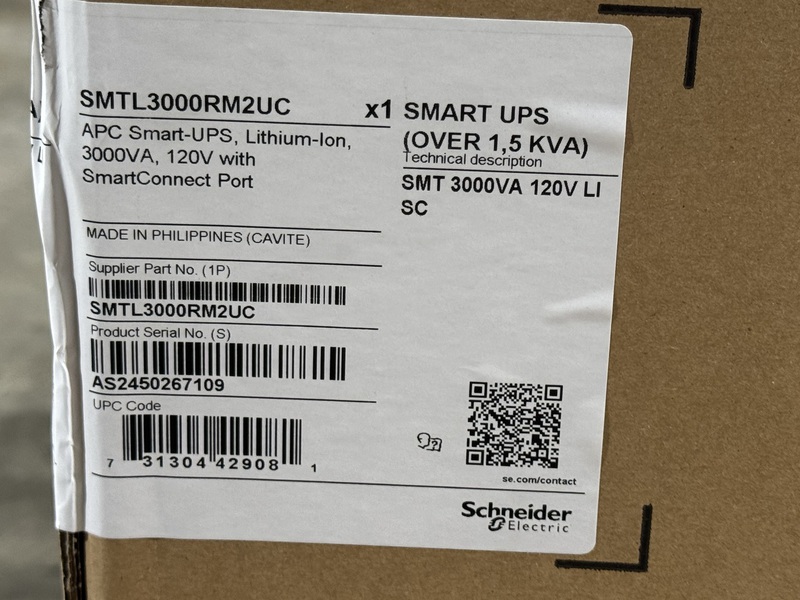 SMTL3000RM2UC x1
APC Smart-UPS, Lithium-Ion,
3000VA, 120V with
SmartConnect Port
MADE IN PHILIPPINES (CAVITE)
Supplier Part No. (1P)
SMTL3000RM2UC
Product Serial No. (S)
AS2450267109
UPC Code
7 31304 42908 1
SMART UPS
(OVER 1,5 KVA)
Technical description
SMT 3000VA 120V LI
SC
se.com/contact
Schneider
Electric